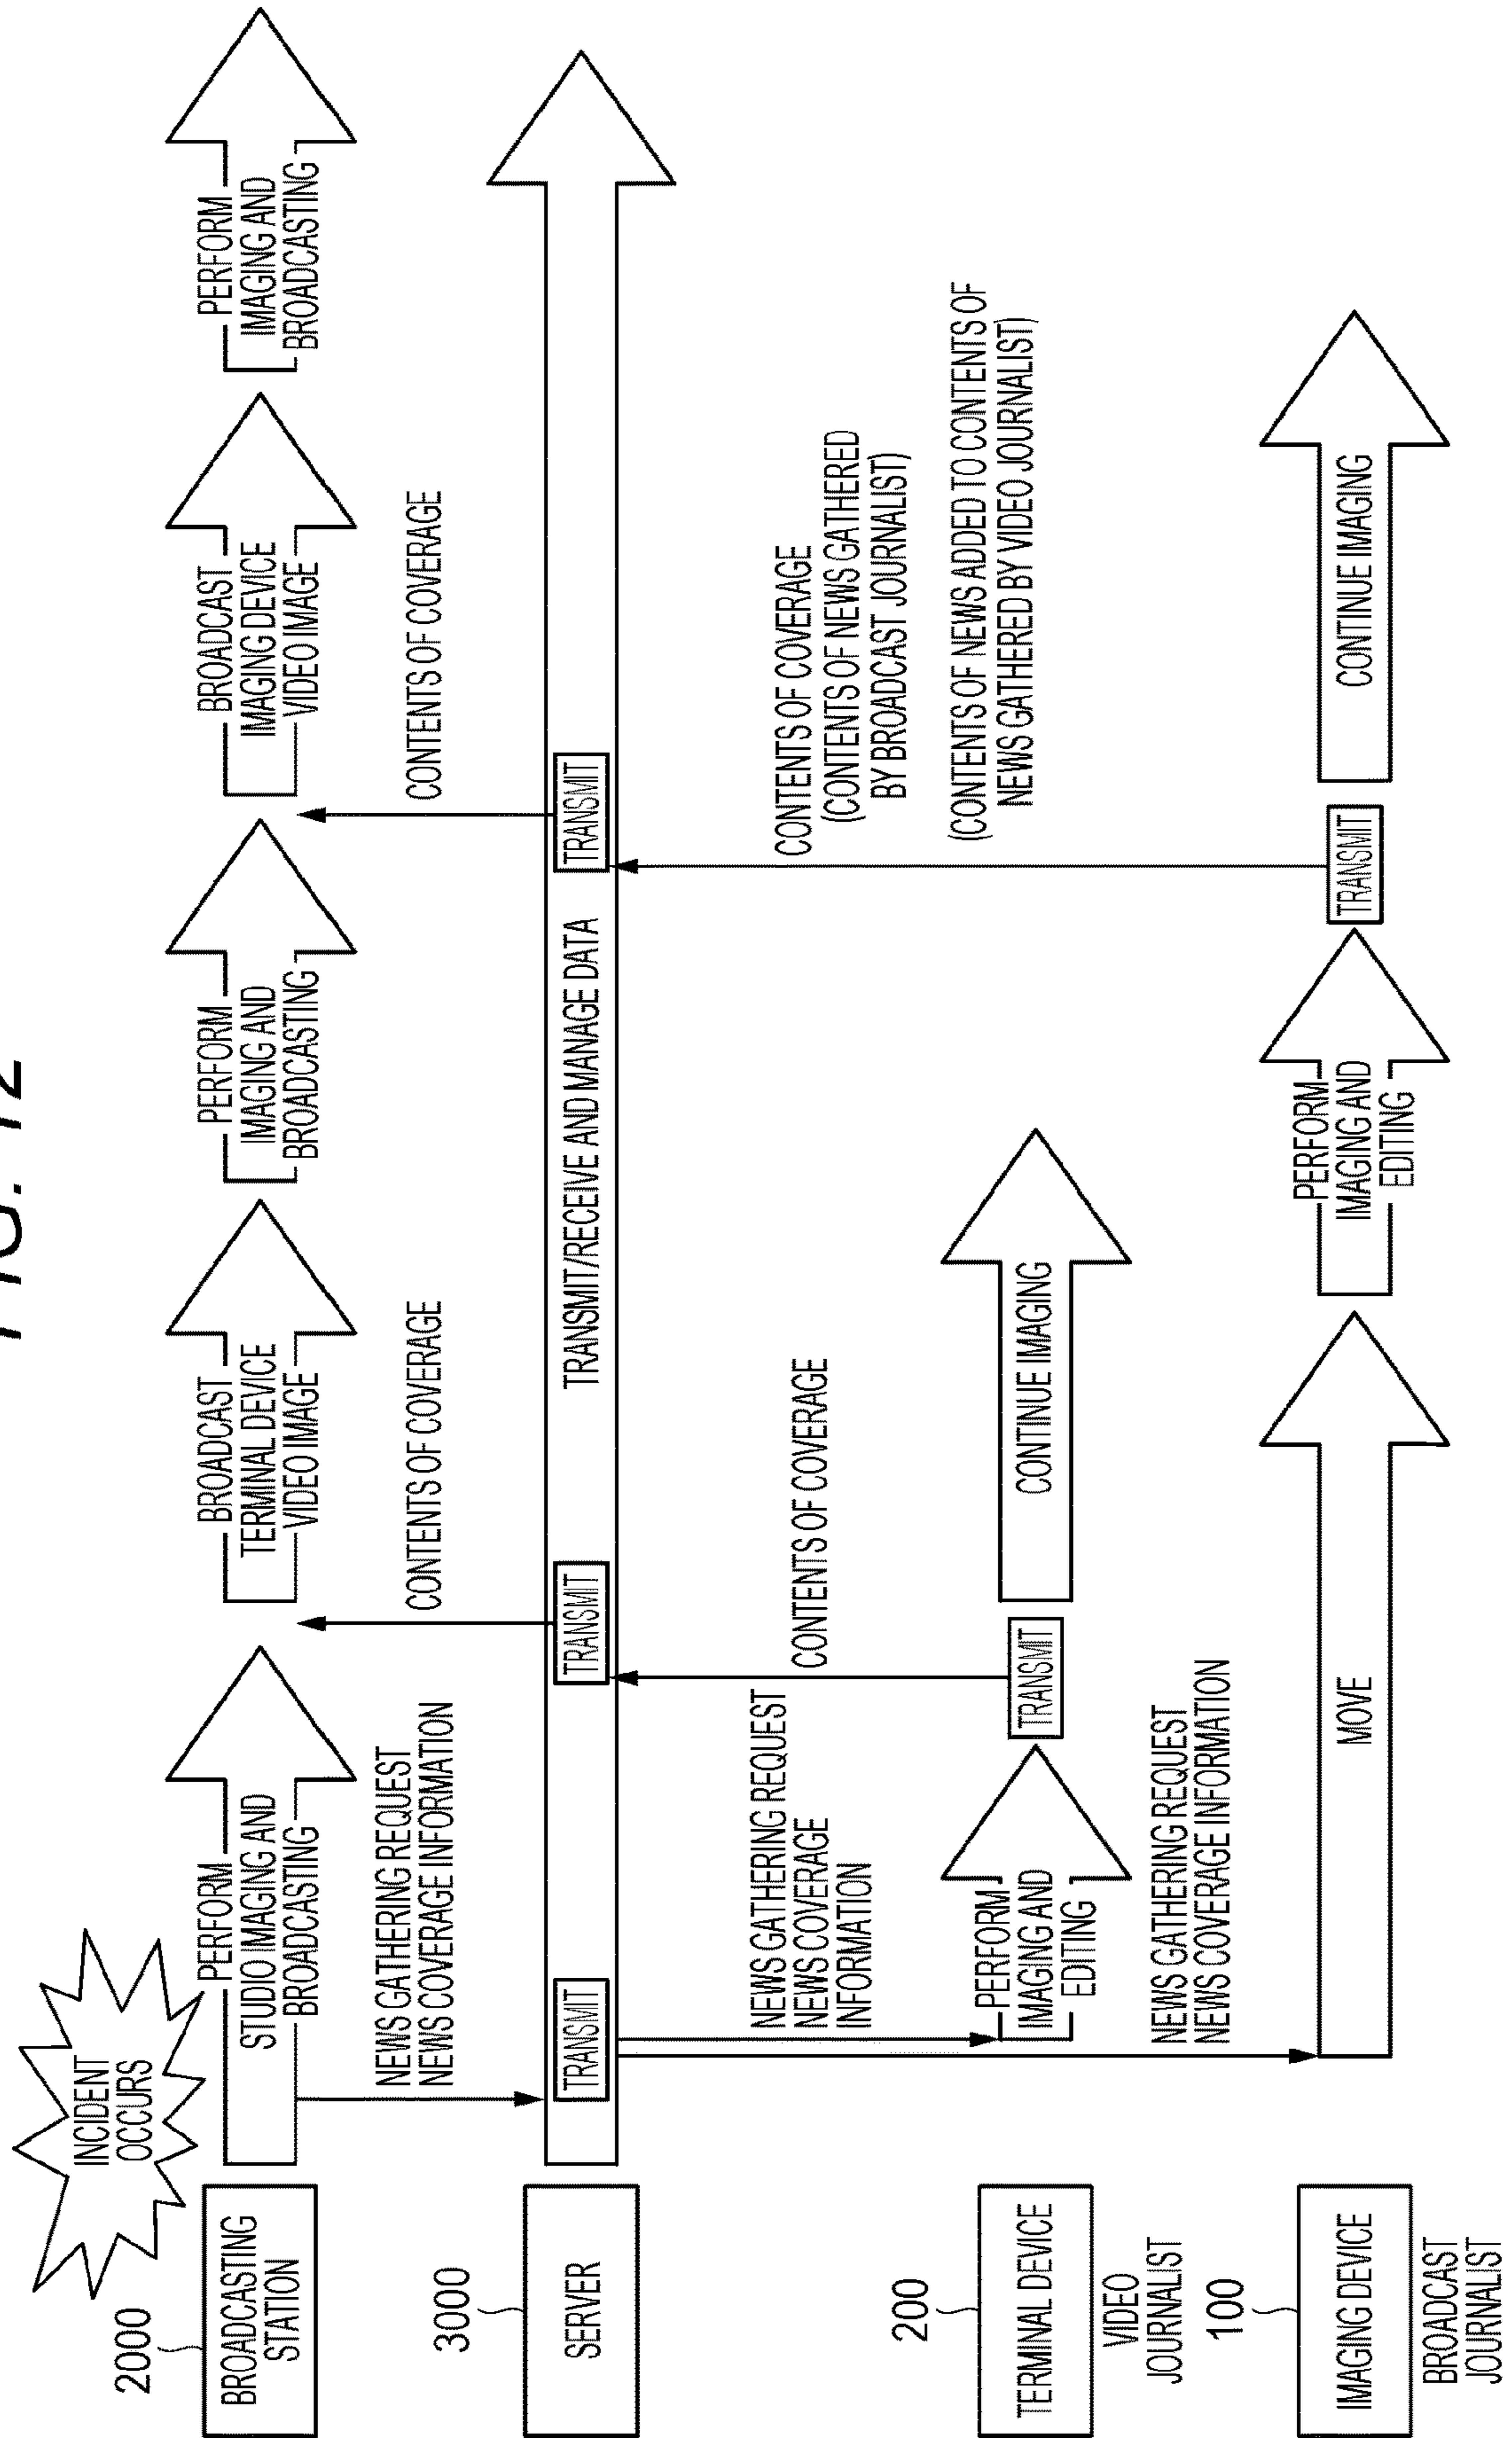 FIG. 12
INCIDENT
OCCURS
2000
BROADCASTING
STATION
PERFORM
STUDIO IMAGING AND
BROADCASTING
BROADCAST
TERMINAL DEVICE
VIDEO IMAGE
PERFORM
IMAGING AND
BROADCASTING
BROADCAST
IMAGING DEVICE
VIDEO IMAGE
PERFORM
IMAGING AND
BROADCASTING
NEWS GATHERING REQUEST
NEWS COVERAGE INFORMATION
CONTENTS OF COVERAGE
CONTENTS OF COVERAGE
3000
SERVER
TRANSMIT
TRANSMIT
TRANSMIT/RECEIVE AND MANAGE DATA
TRANSMIT
NEWS GATHERING REQUEST
NEWS COVERAGE
INFORMATION
CONTENTS OF COVERAGE
CONTENTS OF COVERAGE
(CONTENTS OF NEWS GATHERED
BY BROADCAST JOURNALIST)
(CONTENTS OF NEWS ADDED TO CONTENTS OF
NEWS GATHERED BY VIDEO JOURNALIST)
200
TERMINAL DEVICE
VIDEO
JOURNALIST
PERFORM
IMAGING AND
EDITING
TRANSMIT
CONTINUE IMAGING
NEWS GATHERING REQUEST
NEWS COVERAGE INFORMATION
100
IMAGING DEVICE
BROADCAST
JOURNALIST
MOVE
PERFORM
IMAGING AND
EDITING
TRANSMIT
CONTINUE IMAGING